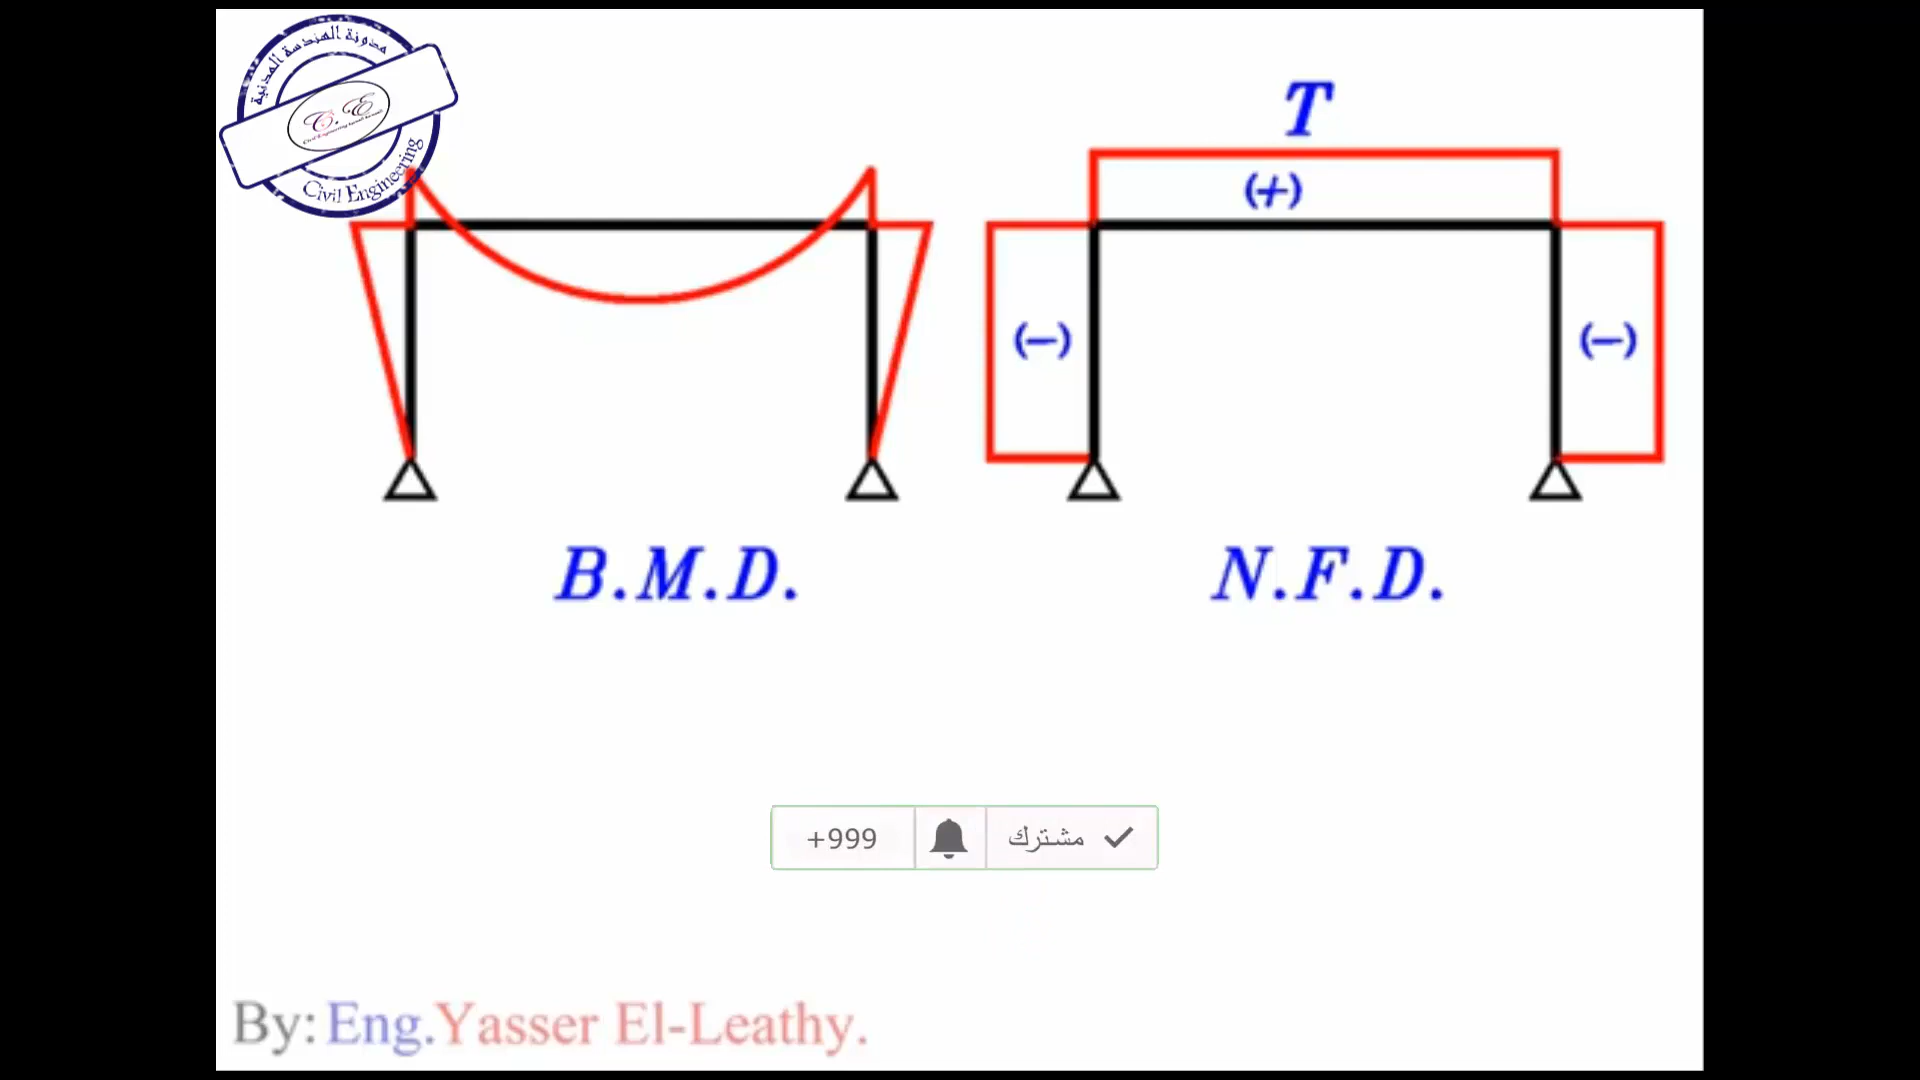 مدونة الهندسة المدنية
C.E
Civil Engineering
T
(+)
(-)
(-)
B.M.D.
N.F.D.
+999
مشترك
By: Eng.Yasser El-Leathy.